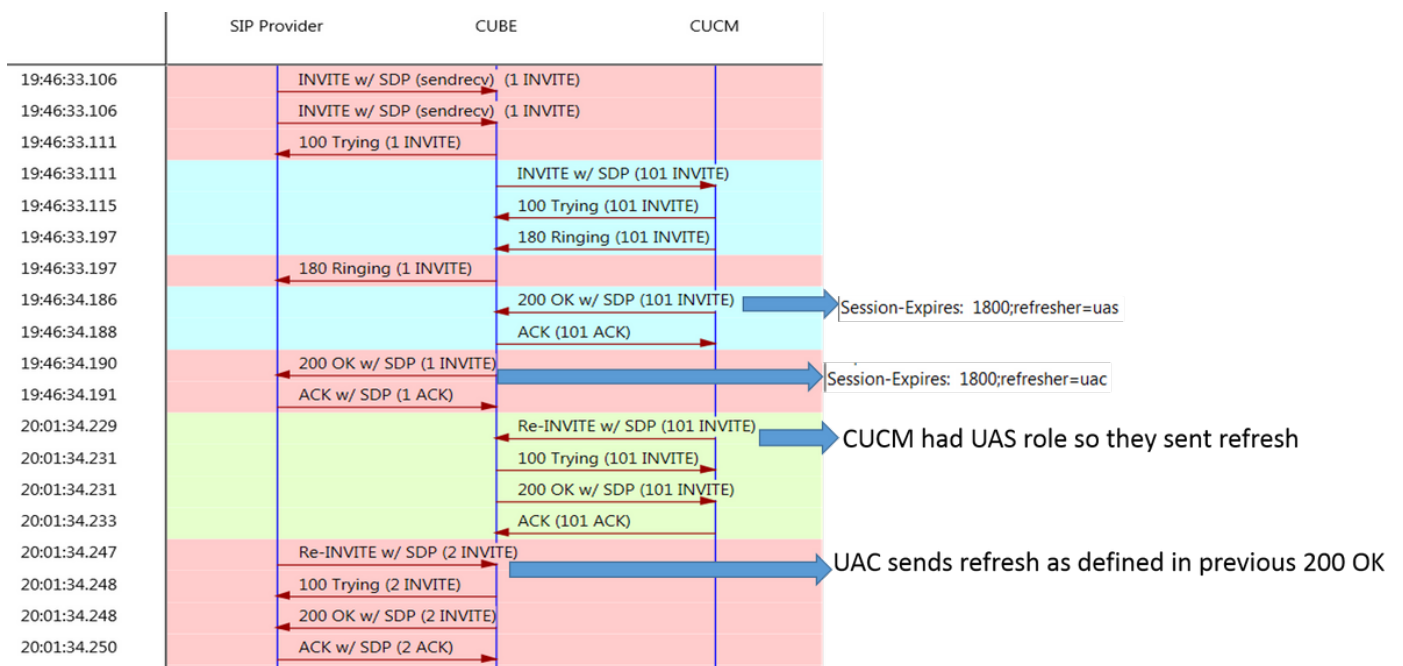 SIP Provider CUBE CUCM
19:46:33.106 INVITE w/ SDP (sendrecv) (1 INVITE)
19:46:33.106 INVITE w/ SDP (sendrecv) (1 INVITE)
19:46:33.111 100 Trying (1 INVITE)
19:46:33.111 INVITE w/ SDP (101 INVITE)
19:46:33.115 100 Trying (101 INVITE)
19:46:33.197 180 Ringing (101 INVITE)
19:46:33.197 180 Ringing (1 INVITE)
19:46:34.186 200 OK w/ SDP (101 INVITE) Session-Expires: 1800;refresher=uas
19:46:34.188 ACK (101 ACK)
19:46:34.190 200 OK w/ SDP (1 INVITE) Session-Expires: 1800;refresher=uac
19:46:34.191 ACK w/ SDP (1 ACK)
20:01:34.229 Re-INVITE w/ SDP (101 INVITE) CUCM had UAS role so they sent refresh
20:01:34.231 100 Trying (101 INVITE)
20:01:34.231 200 OK w/ SDP (101 INVITE)
20:01:34.233 ACK (101 ACK)
20:01:34.247 Re-INVITE w/ SDP (2 INVITE) UAC sends refresh as defined in previous 200 OK
20:01:34.248 100 Trying (2 INVITE)
20:01:34.248 200 OK w/ SDP (2 INVITE)
20:01:34.250 ACK w/ SDP (2 ACK)